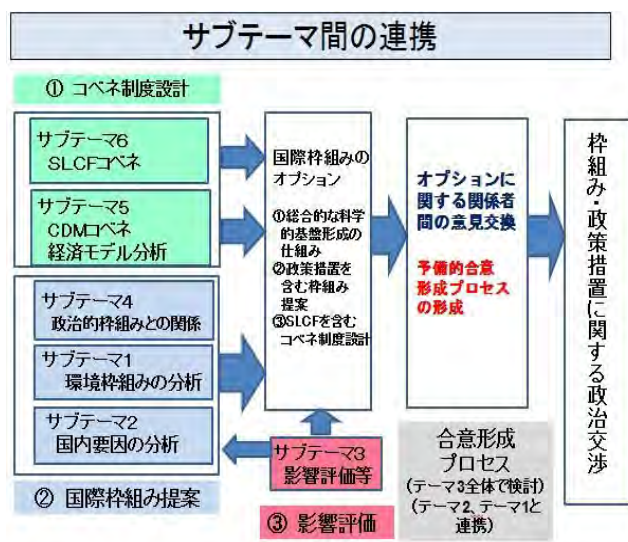 サブテーマ間の連携
① コベネ制度設計
サブテーマ6
SLCFコベネ
サブテーマ5
CDMコベネ
経済モデル分析
サブテーマ4
政治的枠組みとの関係
サブテーマ1
環境枠組みの分析
サブテーマ2
国内要因の分析
② 国際枠組み提案
国際枠組みの
オプション
①総合的な科学
的基盤形成の
仕組み
②政策措置を
含む枠組み
提案
③SLCFを含む
コベネ制度設計
サブテーマ3
影響評価等
③ 影響評価
オプションに
関する関係者
間の意見交換
予備的合意
形成プロセス
の形成
合意形成
プロセス
(テーマ3全体で検討)
(テーマ2、テーマ1と
連携)
枠組み・政策措置に関する政治交渉